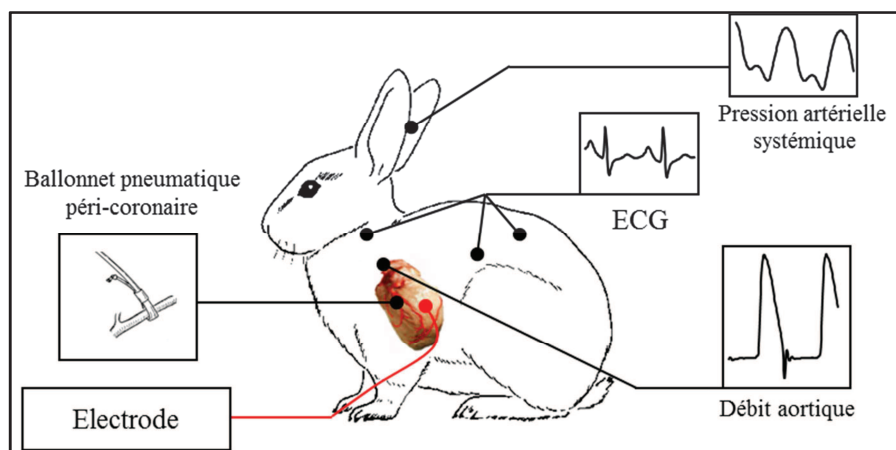 Pression artérielle
systémique
Ballonnet pneumatique
péri-coronaire
ECG
Electrode
Débit aortique